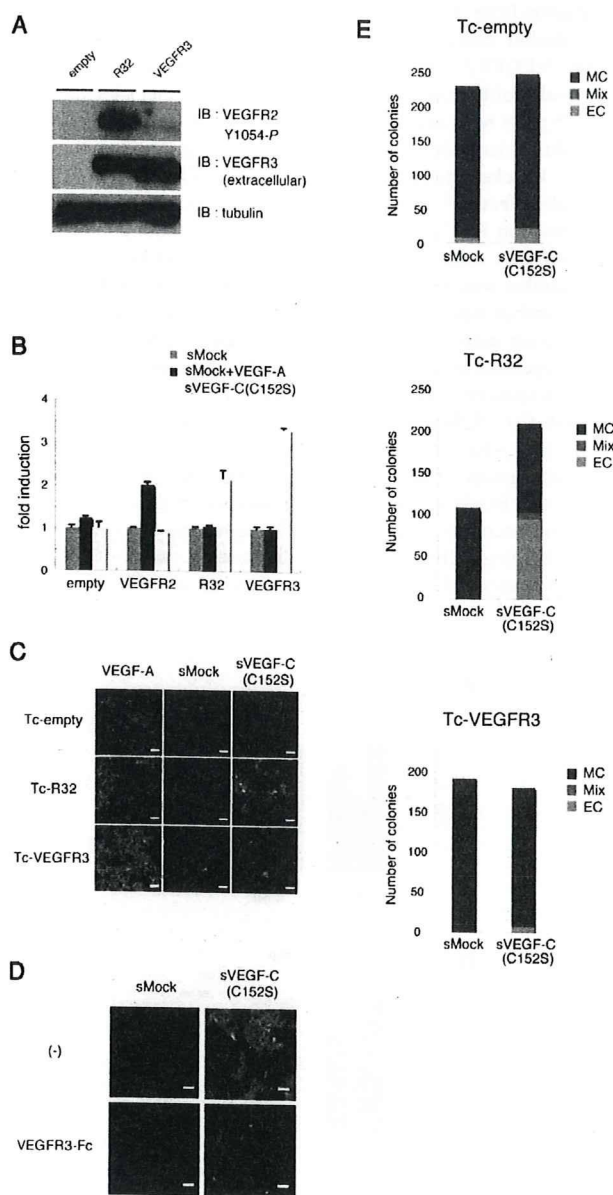 A
empty
R32
VEGFR3
IB : VEGFR2
Y1054-P
IB : VEGFR3
(extracellular)
IB : tubulin
B
sMock
sMock+VEGF-A
sVEGF-C(C152S)
fold induction
4
2
1
0
empty
VEGFR2
R32
VEGFR3
C
VEGF-A
sMock
sVEGF-C
(C152S)
Tc-empty
Tc-R32
Tc-VEGFR3
D
sMock
sVEGF-C
(C152S)
(-)
VEGFR3-Fc
E
Tc-empty
Number of colonies
250
200
150
100
50
0
sMock
sVEGF-C
(C152S)
MC
Mix
EC
Tc-R32
Number of colonies
250
200
150
100
50
0
sMock
sVEGF-C
(C152S)
MC
Mix
EC
Tc-VEGFR3
Number of colonies
200
150
100
50
0
sMock
sVEGF-C
(C152S)
MC
Mix
EC